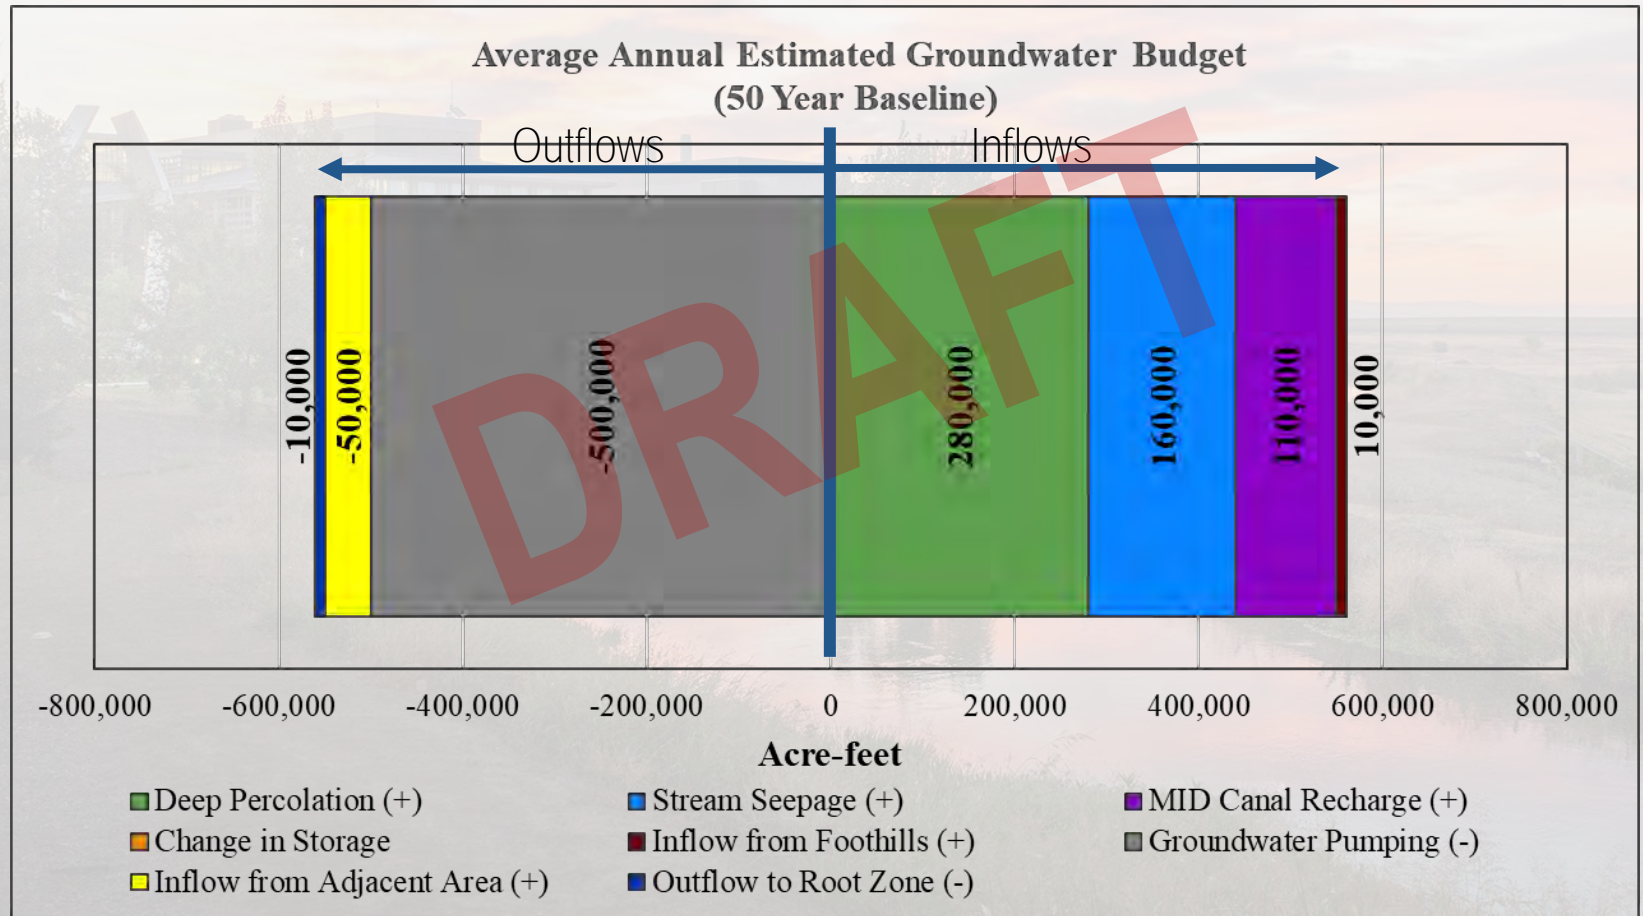 Average Annual Estimated Groundwater Budget
(50 Year Baseline)
Outflows Inflows
DRAFT
-10,000 -50,000 -500,000 280,000 160,000 110,000 10,000
-800,000 -600,000 -400,000 -200,000 0 200,000 400,000 600,000 800,000
Acre-feet
Deep Percolation (+) Stream Seepage (+) MID Canal Recharge (+)
Change in Storage Inflow from Foothills (+) Groundwater Pumping (-)
Inflow from Adjacent Area (+) Outflow to Root Zone (-)